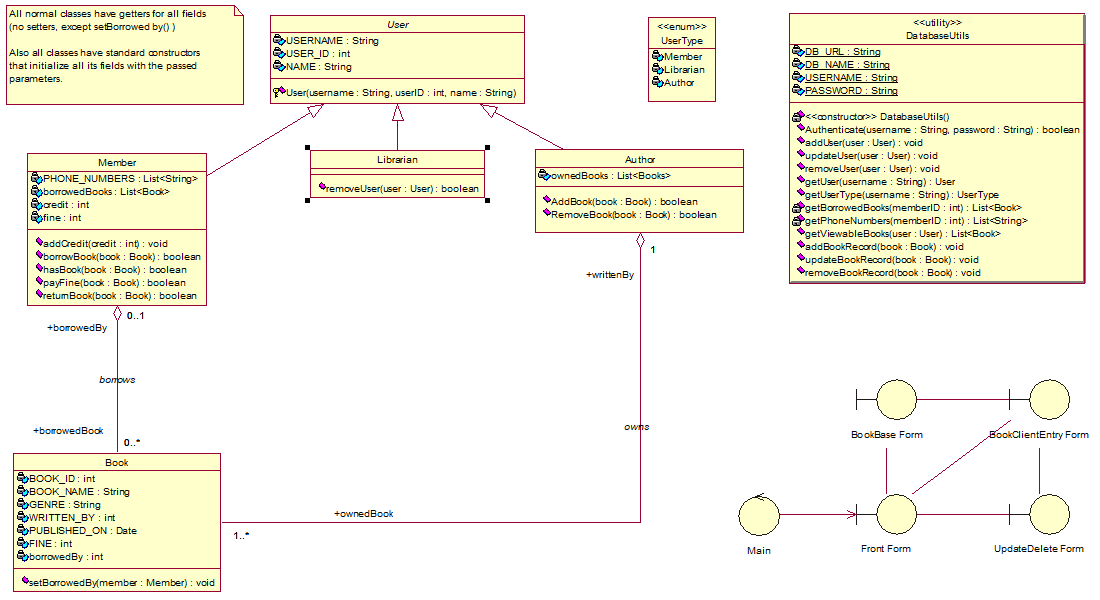 All normal classes have getters for all fields
(no setters, except setBorrowed by() )
Also all classes have standard constructors
that initialize all its fields with the passed
parameters.
User
USERNAME : String
USER_ID : int
NAME : String
User(username : String, userID : int, name : String)
<<enum>>
UserType
Member
Librarian
Author
<<utility>>
DatabaseUtils
DB_URL : String
DB_NAME : String
USERNAME : String
PASSWORD : String
<<constructor>> DatabaseUtils()
Authenticate(username : String, password : String) : boolean
addUser(user : User) : void
updateUser(user : User) : void
removeUser(user : User) : void
getUser(username : String) : User
getUserType(username : String) : UserType
getBorrowedBooks(memberID : int) : List<Book>
getPhoneNumbers(memberID : int) : List<String>
getViewableBooks(user : User) : List<Book>
addBookRecord(book : Book) : void
updateBookRecord(book : Book) : void
removeBookRecord(book : Book) : void
Member
PHONE_NUMBERS : List<String>
borrowedBooks : List<Book>
credit : int
fine : int
addCredit(credit : int) : void
borrowBook(book : Book) : boolean
hasBook(book : Book) : boolean
payFine(book : Book) : boolean
returnBook(book : Book) : boolean
Librarian
removeUser(user : User) : boolean
Author
ownedBooks : List<Books>
AddBook(book : Book) : boolean
RemoveBook(book : Book) : boolean
1
+writtenBy
0..1
+borrowedBy
borrows
+borrowedBook
0..*
owns
Book
BOOK_ID : int
BOOK_NAME : String
GENRE : String
WRITTEN_BY : int
PUBLISHED_ON : Date
FINE : int
borrowedBy : int
setBorrowedBy(member : Member) : void
+ownedBook
1..*
BookBase Form
BookClientEntry Form
Main
Front Form
UpdateDelete Form